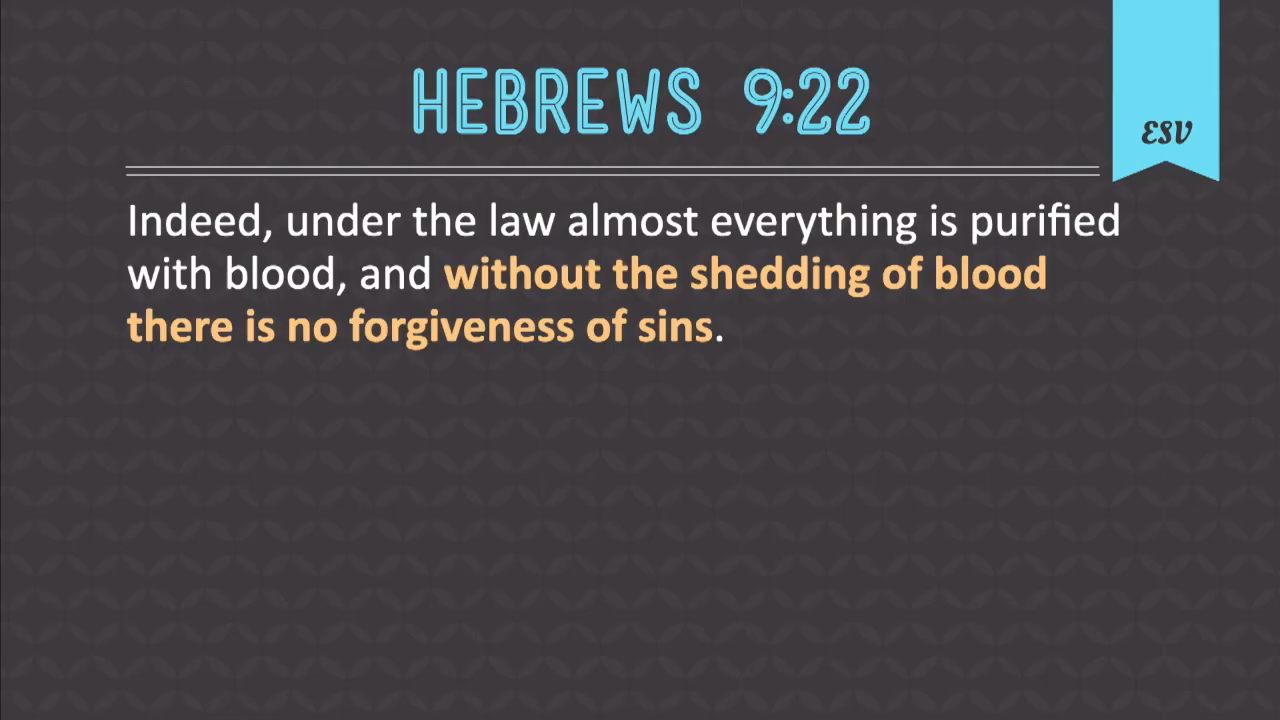 HEBREWS 9:22
ESV
Indeed, under the law almost everything is purified
with blood, and without the shedding of blood
there is no forgiveness of sins.